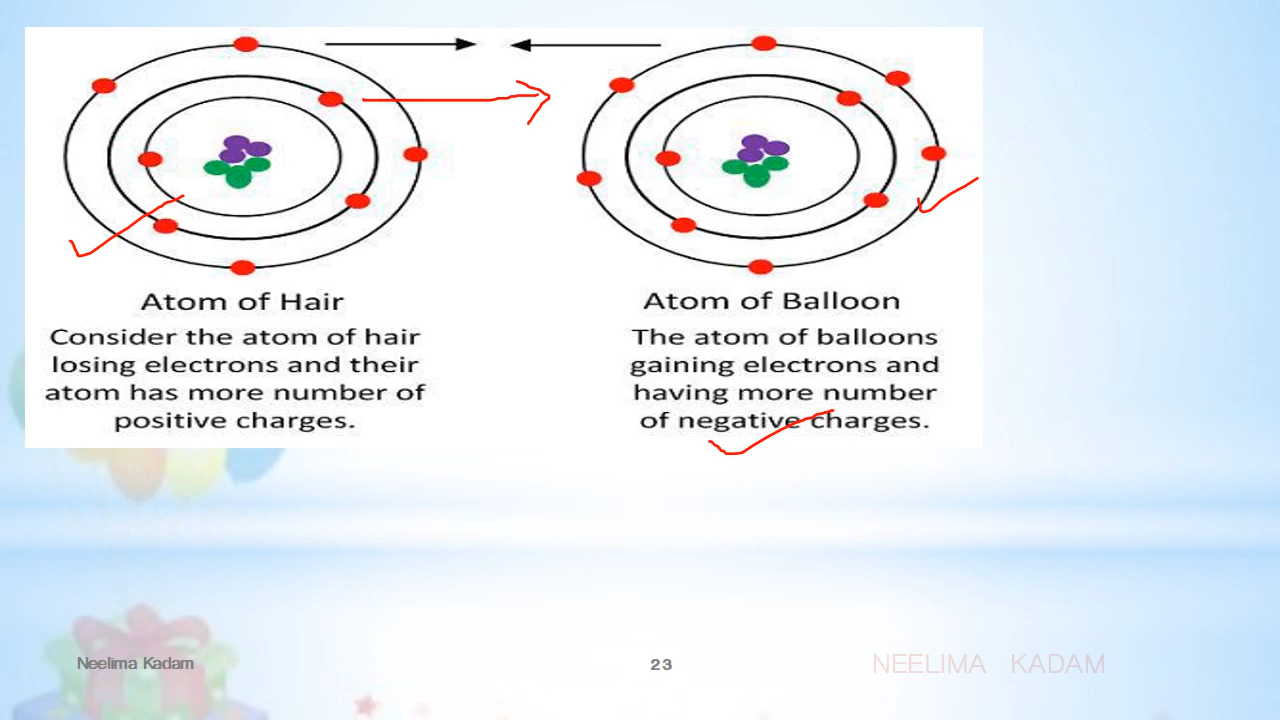 Atom of Hair
Consider the atom of hair
losing electrons and their
atom has more number of
positive charges.
Atom of Balloon
The atom of balloons
gaining electrons and
having more number
of negative charges.
Neelima Kadam
23
NEELIMA KADAM